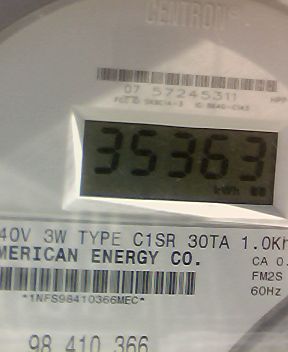 CENTRON®
07 57245311
35363
kWh
40V 3W TYPE C1SR 30TA 1.0Kh
MERICAN ENERGY CO.
CA 0.
FM2S
*1NFS98410366MEC*
60Hz
98 410 366